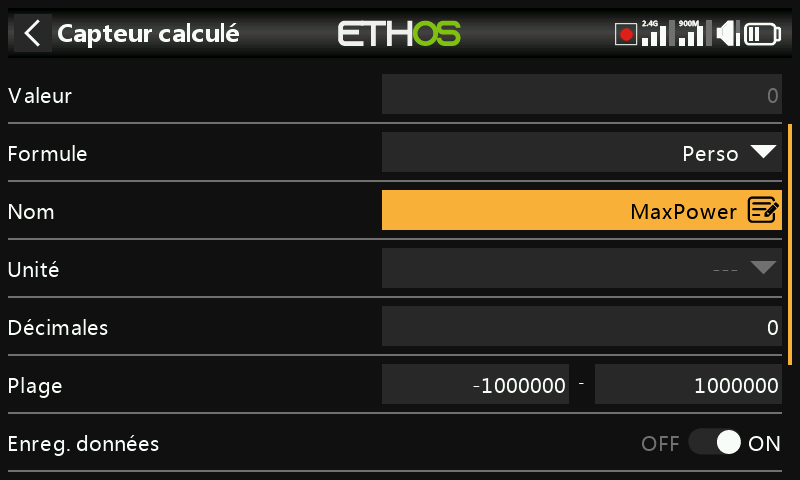 Capteur calculé ETHOS 2.4G 900M
Valeur 0
Formule Perso
Nom MaxPower
Unité ---
Décimales 0
Plage -1000000 - 1000000
Enreg. données OFF ON